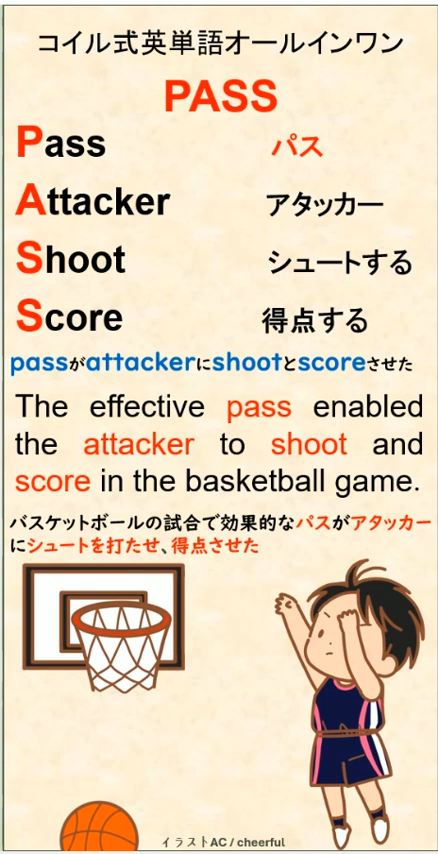 コイル式英単語オールインワン
PASS
Pass パス
Attacker アタッカー
Shoot シュートする
Score 得点する
passがattackerにshootとscoreさせた
The effective pass enabled
the attacker to shoot and
score in the basketball game.
バスケットボールの試合で効果的なパスがアタッカー
にシュートを打たせ、得点させた
イラストAC / cheerful